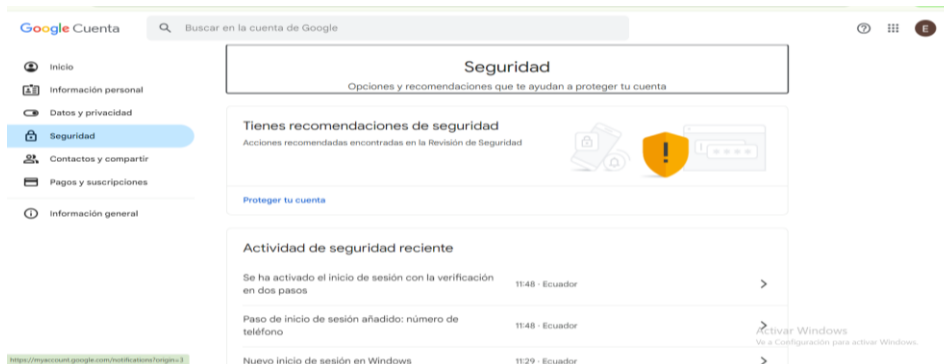 Google Cuenta
Buscar en la cuenta de Google
E
Inicio
Información personal
Datos y privacidad
Seguridad
Contactos y compartir
Pagos y suscripciones
Información general
Seguridad
Opciones y recomendaciones que te ayudan a proteger tu cuenta
Tienes recomendaciones de seguridad
Acciones recomendadas encontradas en la Revisión de Seguridad
Proteger tu cuenta
Actividad de seguridad reciente
Se ha activado el inicio de sesión con la verificación
en dos pasos
11:48 · Ecuador
Paso de inicio de sesión añadido: número de
teléfono
11:48 · Ecuador
Nuevo inicio de sesión en Windows
11:29 · Ecuador
Activar Windows
Ve a Configuración para activar Windows.
https://myaccount.google.com/notifications?origin=3